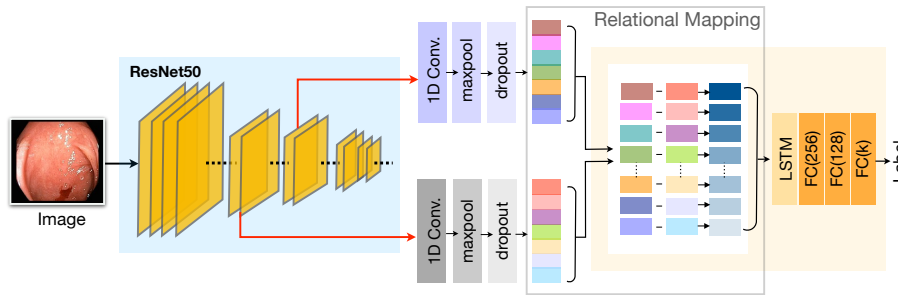 Relational Mapping
ResNet50
1D Conv.
maxpool
dropout
Image
1D Conv.
maxpool
dropout
LSTM
FC(256)
FC(128)
FC(k)